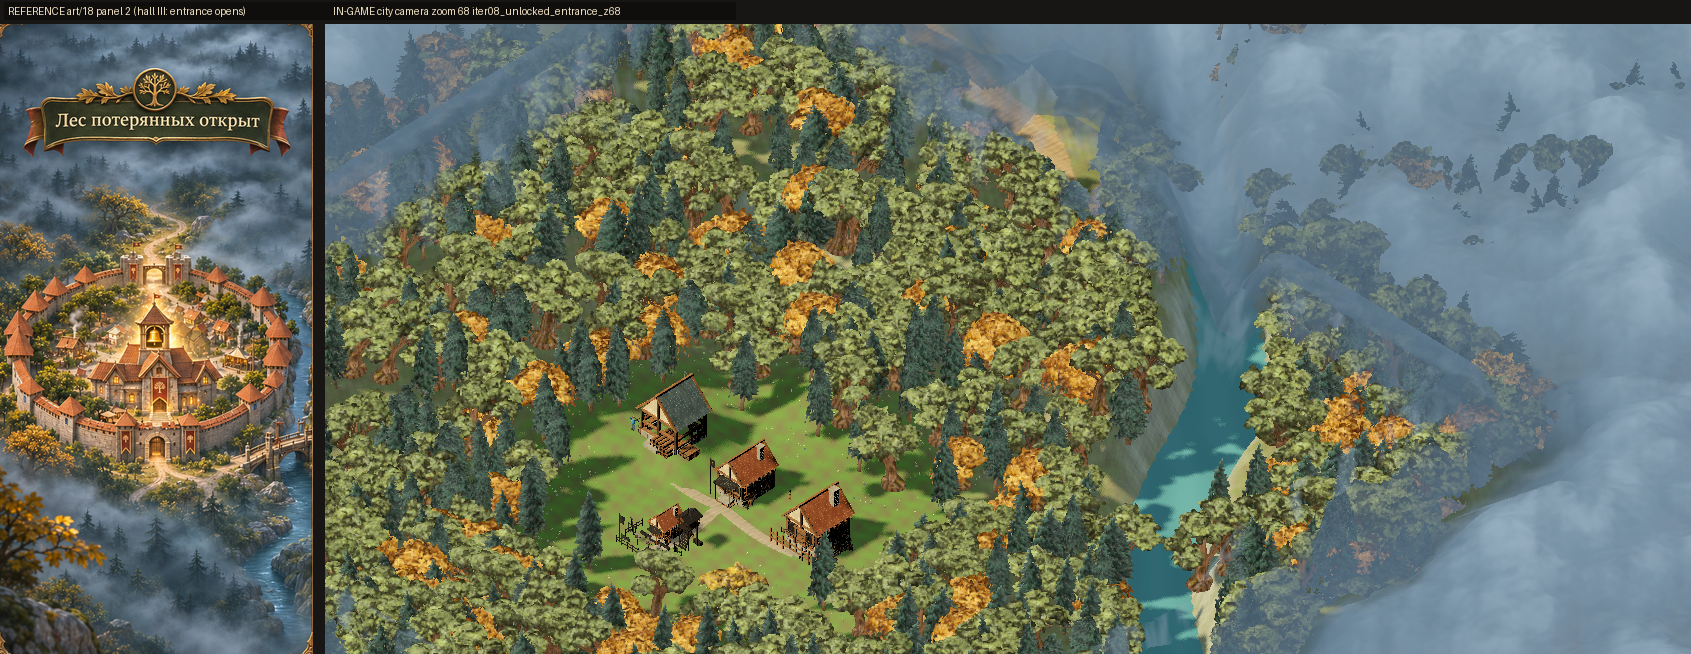 REFERENCE art/18 panel 2 (hall III: entrance opens)
IN-GAME city camera zoom 68 iter08_unlocked_entrance_z68
Лес потерянных открыт